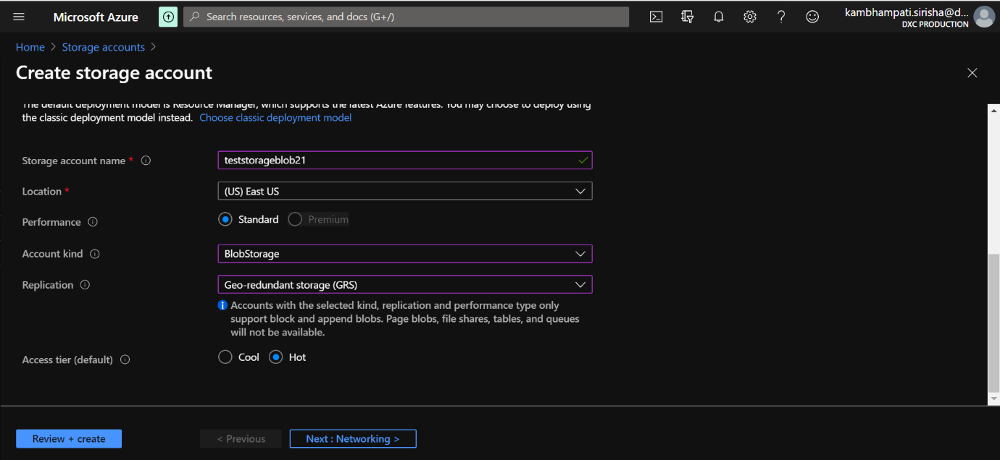 Microsoft Azure
Search resources, services, and docs (G+/)
kambhampati.sirisha@d...
DXC PRODUCTION
Home > Storage accounts >
Create storage account
The default deployment model is Resource Manager, which supports the latest Azure features. You may choose to deploy using
the classic deployment model instead. Choose classic deployment model
Storage account name *
teststorageblob21
Location *
(US) East US
Performance
Standard Premium
Account kind
BlobStorage
Replication
Geo-redundant storage (GRS)
Accounts with the selected kind, replication and performance type only
support block and append blobs. Page blobs, file shares, tables, and queues
will not be available.
Access tier (default)
Cool Hot
Review + create
< Previous
Next : Networking >